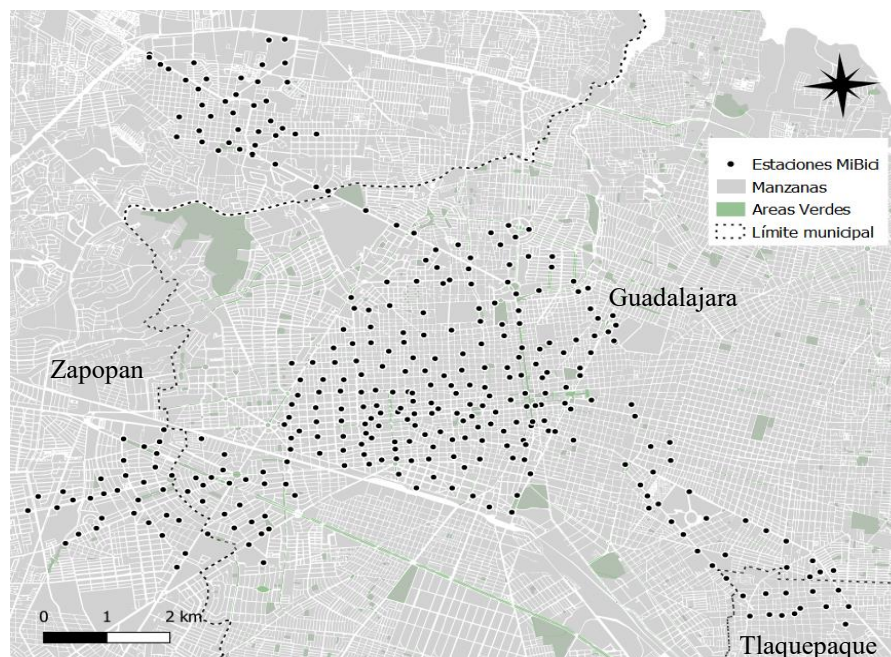 Estaciones MiBici
Manzanas
Areas Verdes
Límite municipal
Guadalajara
Zapopan
0 1 2 km
Tlaquepaque